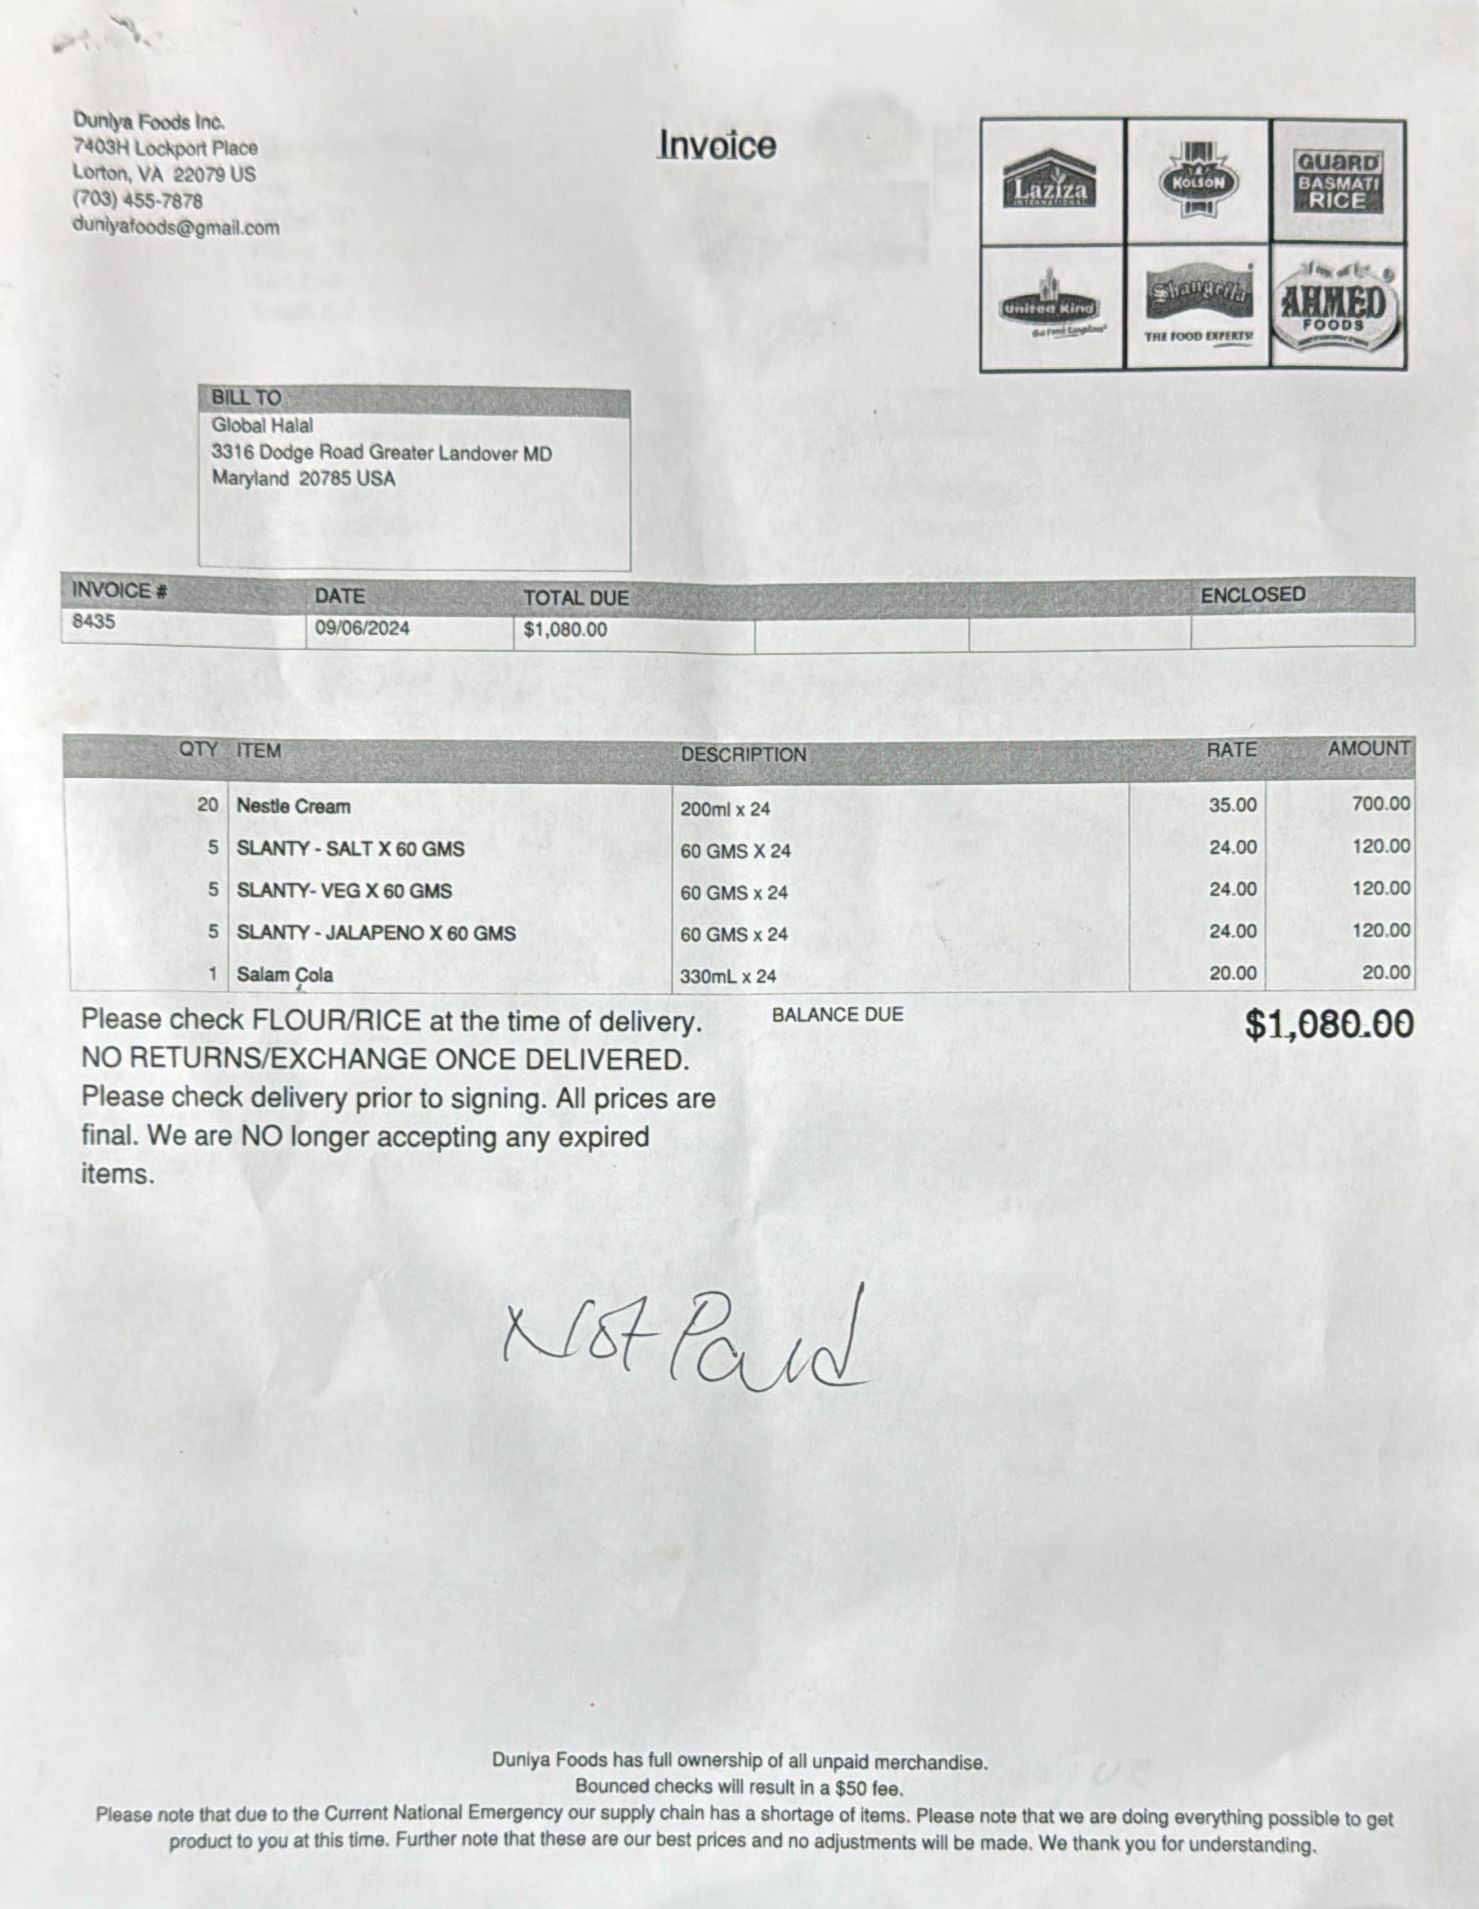 Duniya Foods Inc.
7403H Lockport Place
Lorton, VA 22079 US
(703) 455-7878
duniyafoods@gmail.com
Invoice
Laziza
INTERNATIONAL
KOLSON
GUARD
BASMATI
RICE
United King
Shangrila
THE FOOD EXPERTS!
AHMED
FOODS
BILL TO
Global Halal
3316 Dodge Road Greater Landover MD
Maryland 20785 USA
INVOICE # DATE TOTAL DUE ENCLOSED
8435 09/06/2024 $1,080.00
QTY ITEM DESCRIPTION RATE AMOUNT
20 Nestle Cream 200ml x 24 35.00 700.00
5 SLANTY - SALT X 60 GMS 60 GMS X 24 24.00 120.00
5 SLANTY- VEG X 60 GMS 60 GMS x 24 24.00 120.00
5 SLANTY - JALAPENO X 60 GMS 60 GMS x 24 24.00 120.00
1 Salam Cola 330mL x 24 20.00 20.00
Please check FLOUR/RICE at the time of delivery. BALANCE DUE $1,080.00
NO RETURNS/EXCHANGE ONCE DELIVERED.
Please check delivery prior to signing. All prices are
final. We are NO longer accepting any expired
items.
Not Paid
Duniya Foods has full ownership of all unpaid merchandise.
Bounced checks will result in a $50 fee.
Please note that due to the Current National Emergency our supply chain has a shortage of items. Please note that we are doing everything possible to get
product to you at this time. Further note that these are our best prices and no adjustments will be made. We thank you for understanding.